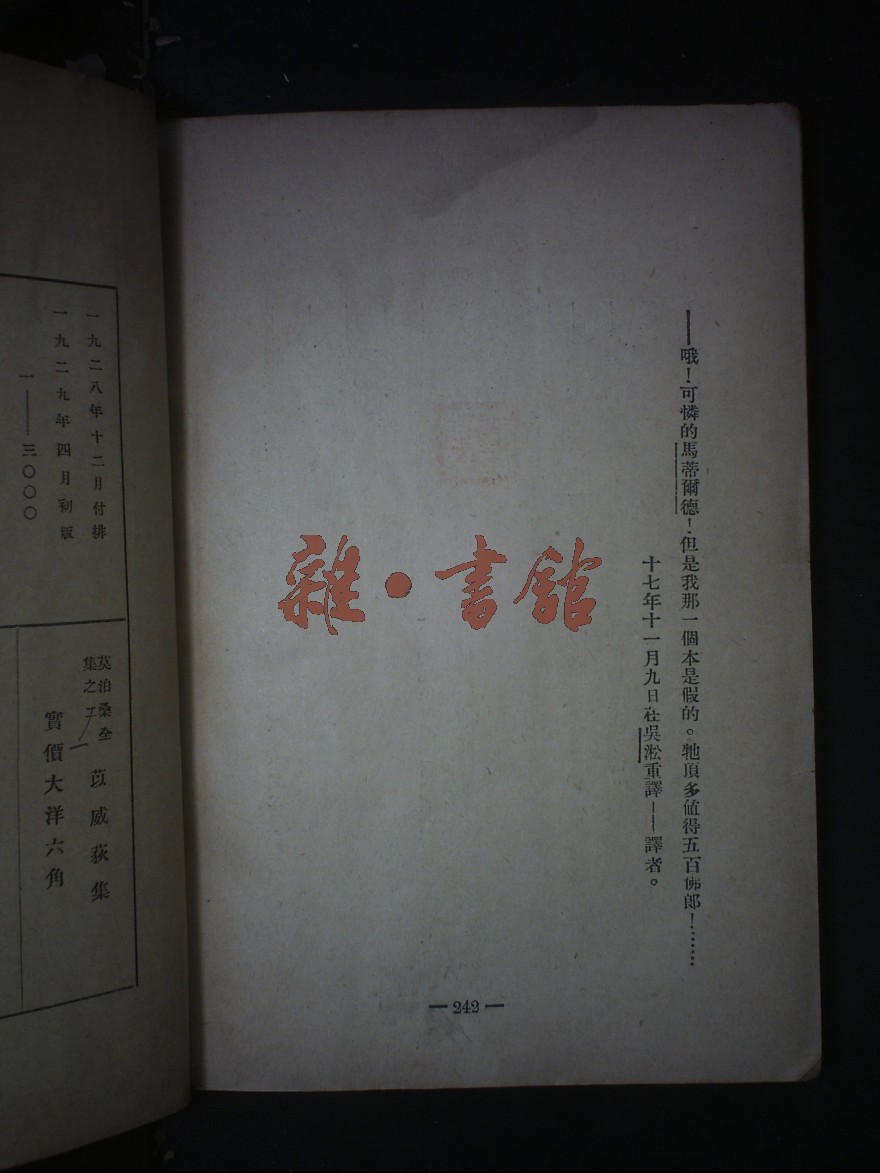 ——哦！可憐的馬蒂爾德！但是我那一個本是假的。牠頂多值得五百佛郎！……
十七年十一月九日在吳淞重譯——譯者。
—242—
雜·書館
一九二八年十二月付排
一九二九年四月初版
一——三〇〇〇
莫泊桑全
集之
苡威荻集
實價大洋六角